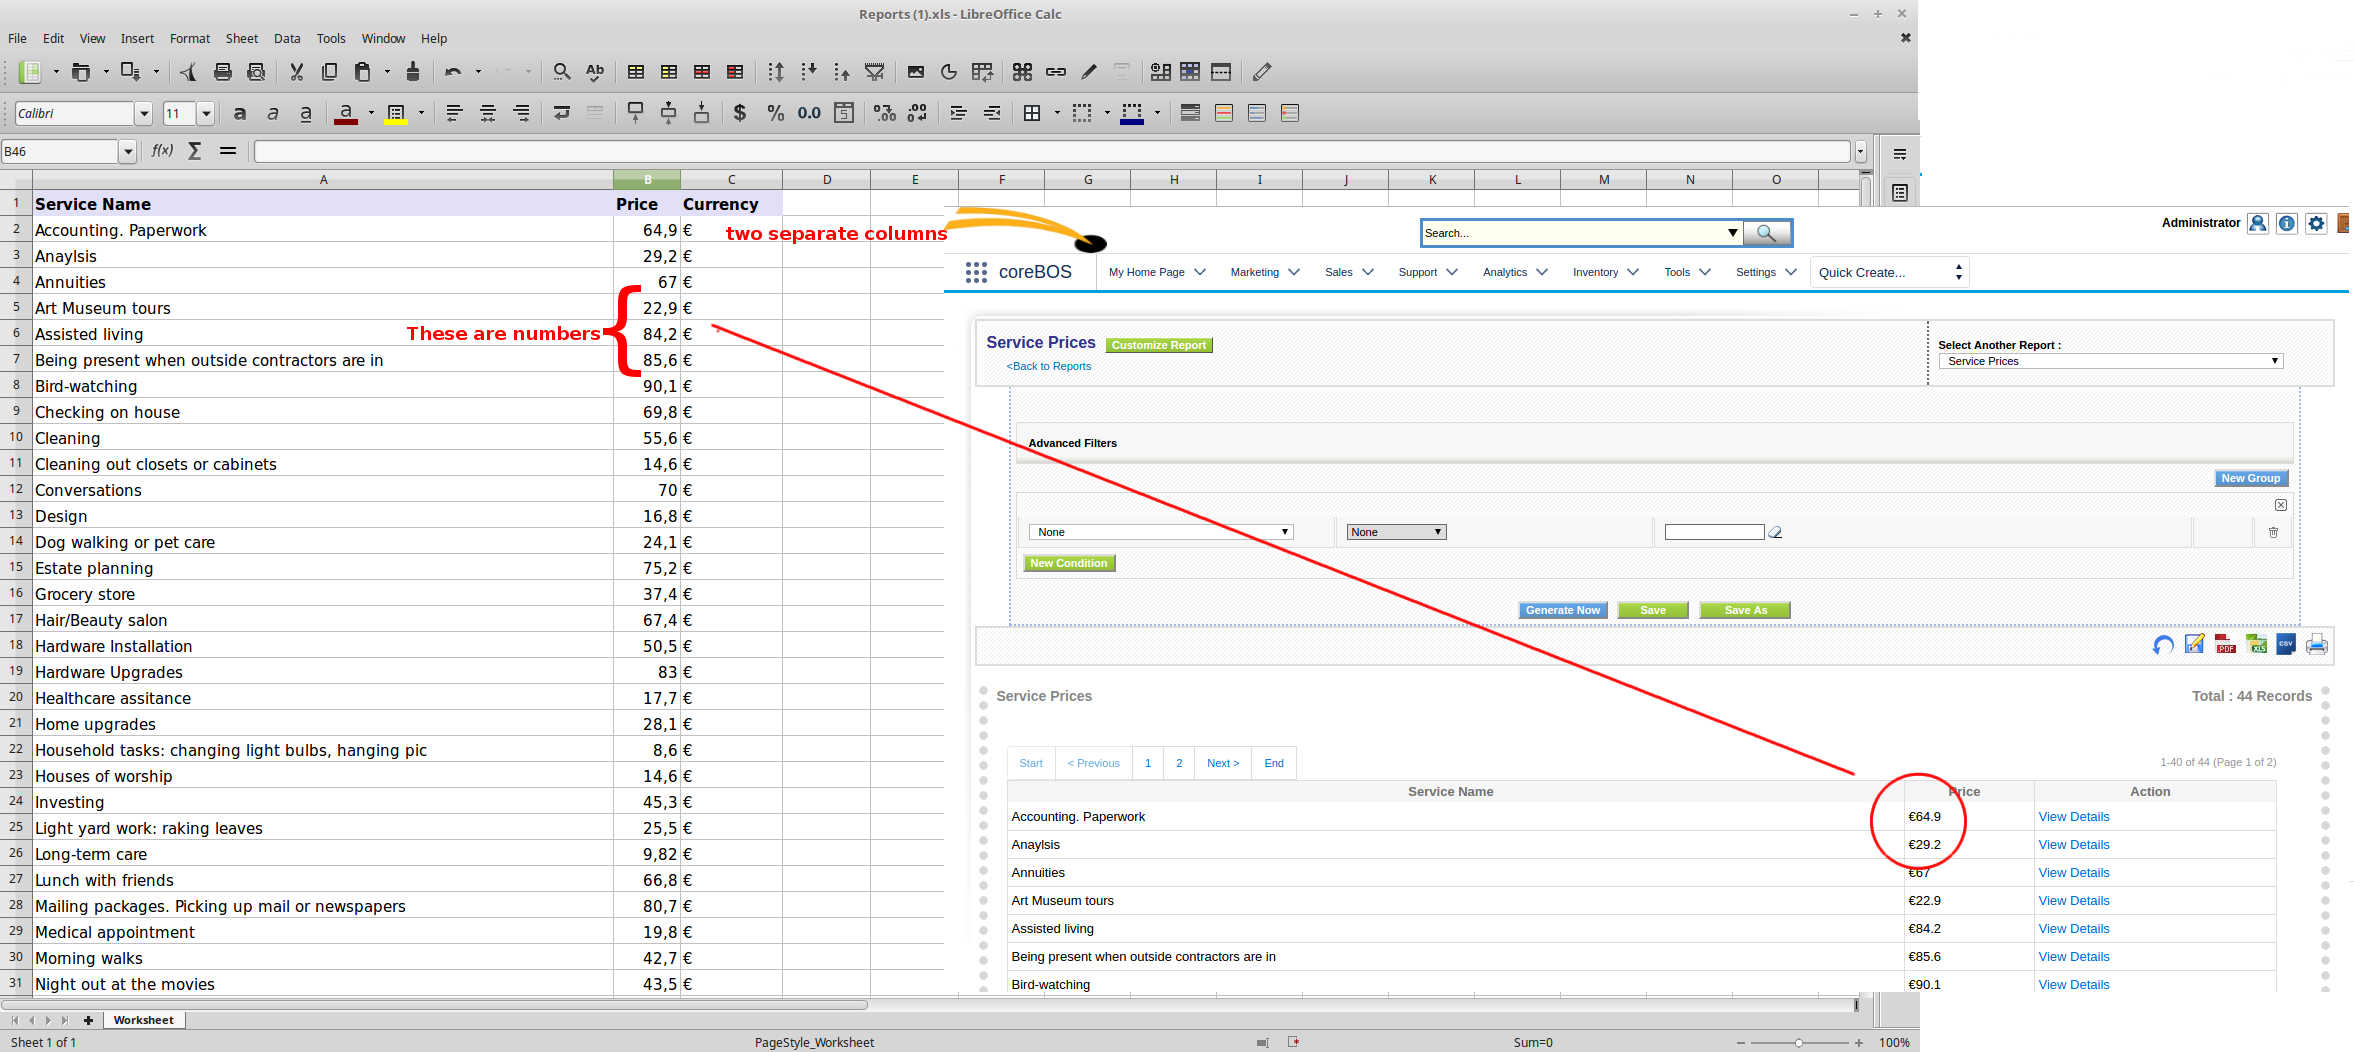 Reports (1).xls - LibreOffice Calc
File Edit View Insert Format Sheet Data Tools Window Help
Calibri 11
B46
A B C D E F G H I J K L M N O
1 Service Name Price Currency
2 Accounting. Paperwork 64,9 €
3 Anaylsis 29,2 €
4 Annuities 67 €
5 Art Museum tours 22,9 €
6 Assisted living 84,2 €
7 Being present when outside contractors are in 85,6 €
8 Bird-watching 90,1 €
9 Checking on house 69,8 €
10 Cleaning 55,6 €
11 Cleaning out closets or cabinets 14,6 €
12 Conversations 70 €
13 Design 16,8 €
14 Dog walking or pet care 24,1 €
15 Estate planning 75,2 €
16 Grocery store 37,4 €
17 Hair/Beauty salon 67,4 €
18 Hardware Installation 50,5 €
19 Hardware Upgrades 83 €
20 Healthcare assitance 17,7 €
21 Home upgrades 28,1 €
22 Household tasks: changing light bulbs, hanging pic 8,6 €
23 Houses of worship 14,6 €
24 Investing 45,3 €
25 Light yard work: raking leaves 25,5 €
26 Long-term care 9,82 €
27 Lunch with friends 66,8 €
28 Mailing packages. Picking up mail or newspapers 80,7 €
29 Medical appointment 19,8 €
30 Morning walks 42,7 €
31 Night out at the movies 43,5 €
two separate columns
These are numbers
Worksheet
Sheet 1 of 1 PageStyle_Worksheet Sum=0 100%
Search...
Administrator
coreBOS My Home Page Marketing Sales Support Analytics Inventory Tools Settings Quick Create...
Service Prices Customize Report
<Back to Reports
Select Another Report :
Service Prices
Advanced Filters
New Group
None None
New Condition
Generate Now Save Save As
PDF XLS CSV
Service Prices Total : 44 Records
Start < Previous 1 2 Next > End 1-40 of 44 (Page 1 of 2)
Service Name Price Action
Accounting. Paperwork €64.9 View Details
Anaylsis €29.2 View Details
Annuities €67 View Details
Art Museum tours €22.9 View Details
Assisted living €84.2 View Details
Being present when outside contractors are in €85.6 View Details
Bird-watching €90.1 View Details